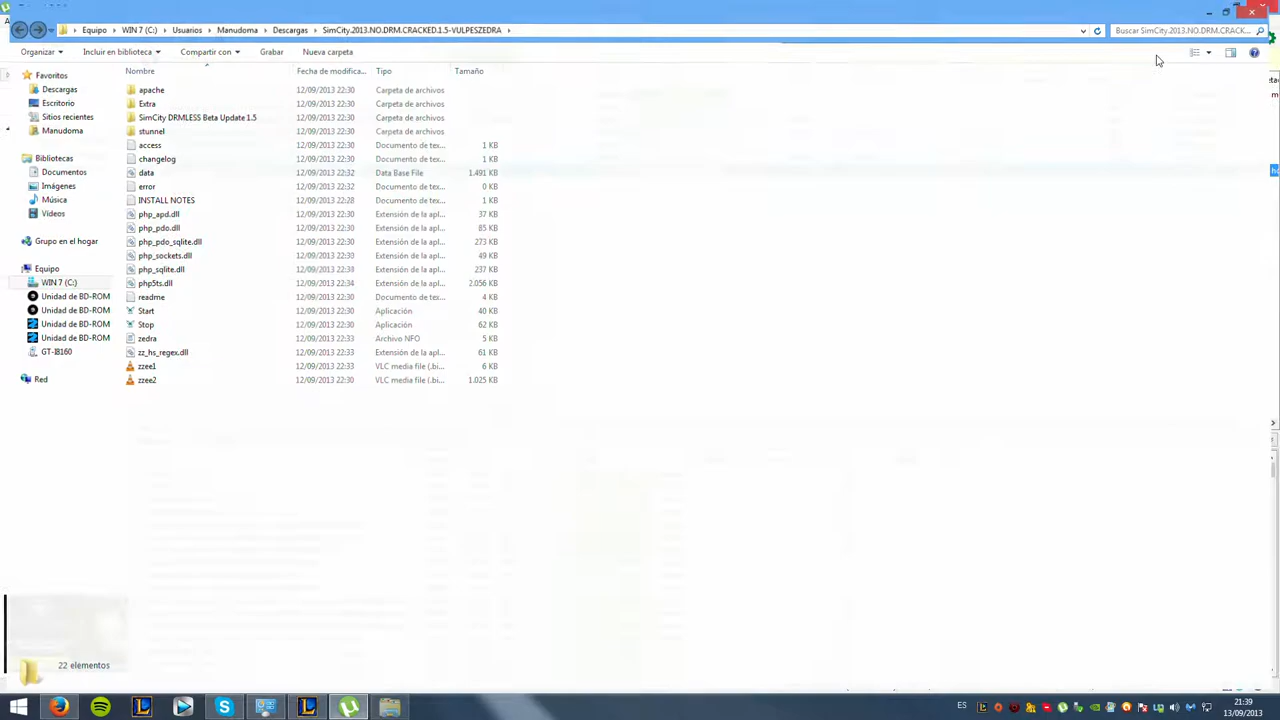 Equipo ▸ WIN 7 (C:) ▸ Usuarios ▸ Manudoma ▸ Descargas ▸ SimCity.2013.NO.DRM.CRACKED.1.5-VULPESZEDRA ▸
Buscar SimCity.2013.NO.DRM.CRACK...
Organizar Incluir en biblioteca Compartir con Grabar Nueva carpeta
Nombre Fecha de modifica... Tipo Tamaño
Favoritos
Descargas
Escritorio
Sitios recientes
Manudoma
Bibliotecas
Documentos
Imágenes
Música
Vídeos
Grupo en el hogar
Equipo
WIN 7 (C:)
Unidad de BD-ROM
Unidad de BD-ROM
Unidad de BD-ROM
Unidad de BD-ROM
GT-I8160
Red
apache 12/09/2013 22:30 Carpeta de archivos
Extra 12/09/2013 22:30 Carpeta de archivos
SimCity DRMLESS Beta Update 1.5 12/09/2013 22:30 Carpeta de archivos
stunnel 12/09/2013 22:30 Carpeta de archivos
access 12/09/2013 22:30 Documento de tex... 1 KB
changelog 12/09/2013 22:30 Documento de tex... 1 KB
data 12/09/2013 22:32 Data Base File 1.491 KB
error 12/09/2013 22:32 Documento de tex... 0 KB
INSTALL NOTES 12/09/2013 22:28 Documento de tex... 1 KB
php_apd.dll 12/09/2013 22:30 Extensión de la apl... 37 KB
php_pdo.dll 12/09/2013 22:30 Extensión de la apl... 85 KB
php_pdo_sqlite.dll 12/09/2013 22:30 Extensión de la apl... 273 KB
php_sockets.dll 12/09/2013 22:33 Extensión de la apl... 49 KB
php_sqlite.dll 12/09/2013 22:33 Extensión de la apl... 237 KB
php5ts.dll 12/09/2013 22:34 Extensión de la apl... 2.056 KB
readme 12/09/2013 22:30 Documento de tex... 4 KB
Start 12/09/2013 22:30 Aplicación 40 KB
Stop 12/09/2013 22:30 Aplicación 62 KB
zedra 12/09/2013 22:33 Archivo NFO 5 KB
zz_hs_regex.dll 12/09/2013 22:33 Extensión de la apl... 61 KB
zzee1 12/09/2013 22:33 VLC media file (.bi... 6 KB
zzee2 12/09/2013 22:30 VLC media file (.bi... 1.025 KB
22 elementos
ES
21:39
13/09/2013